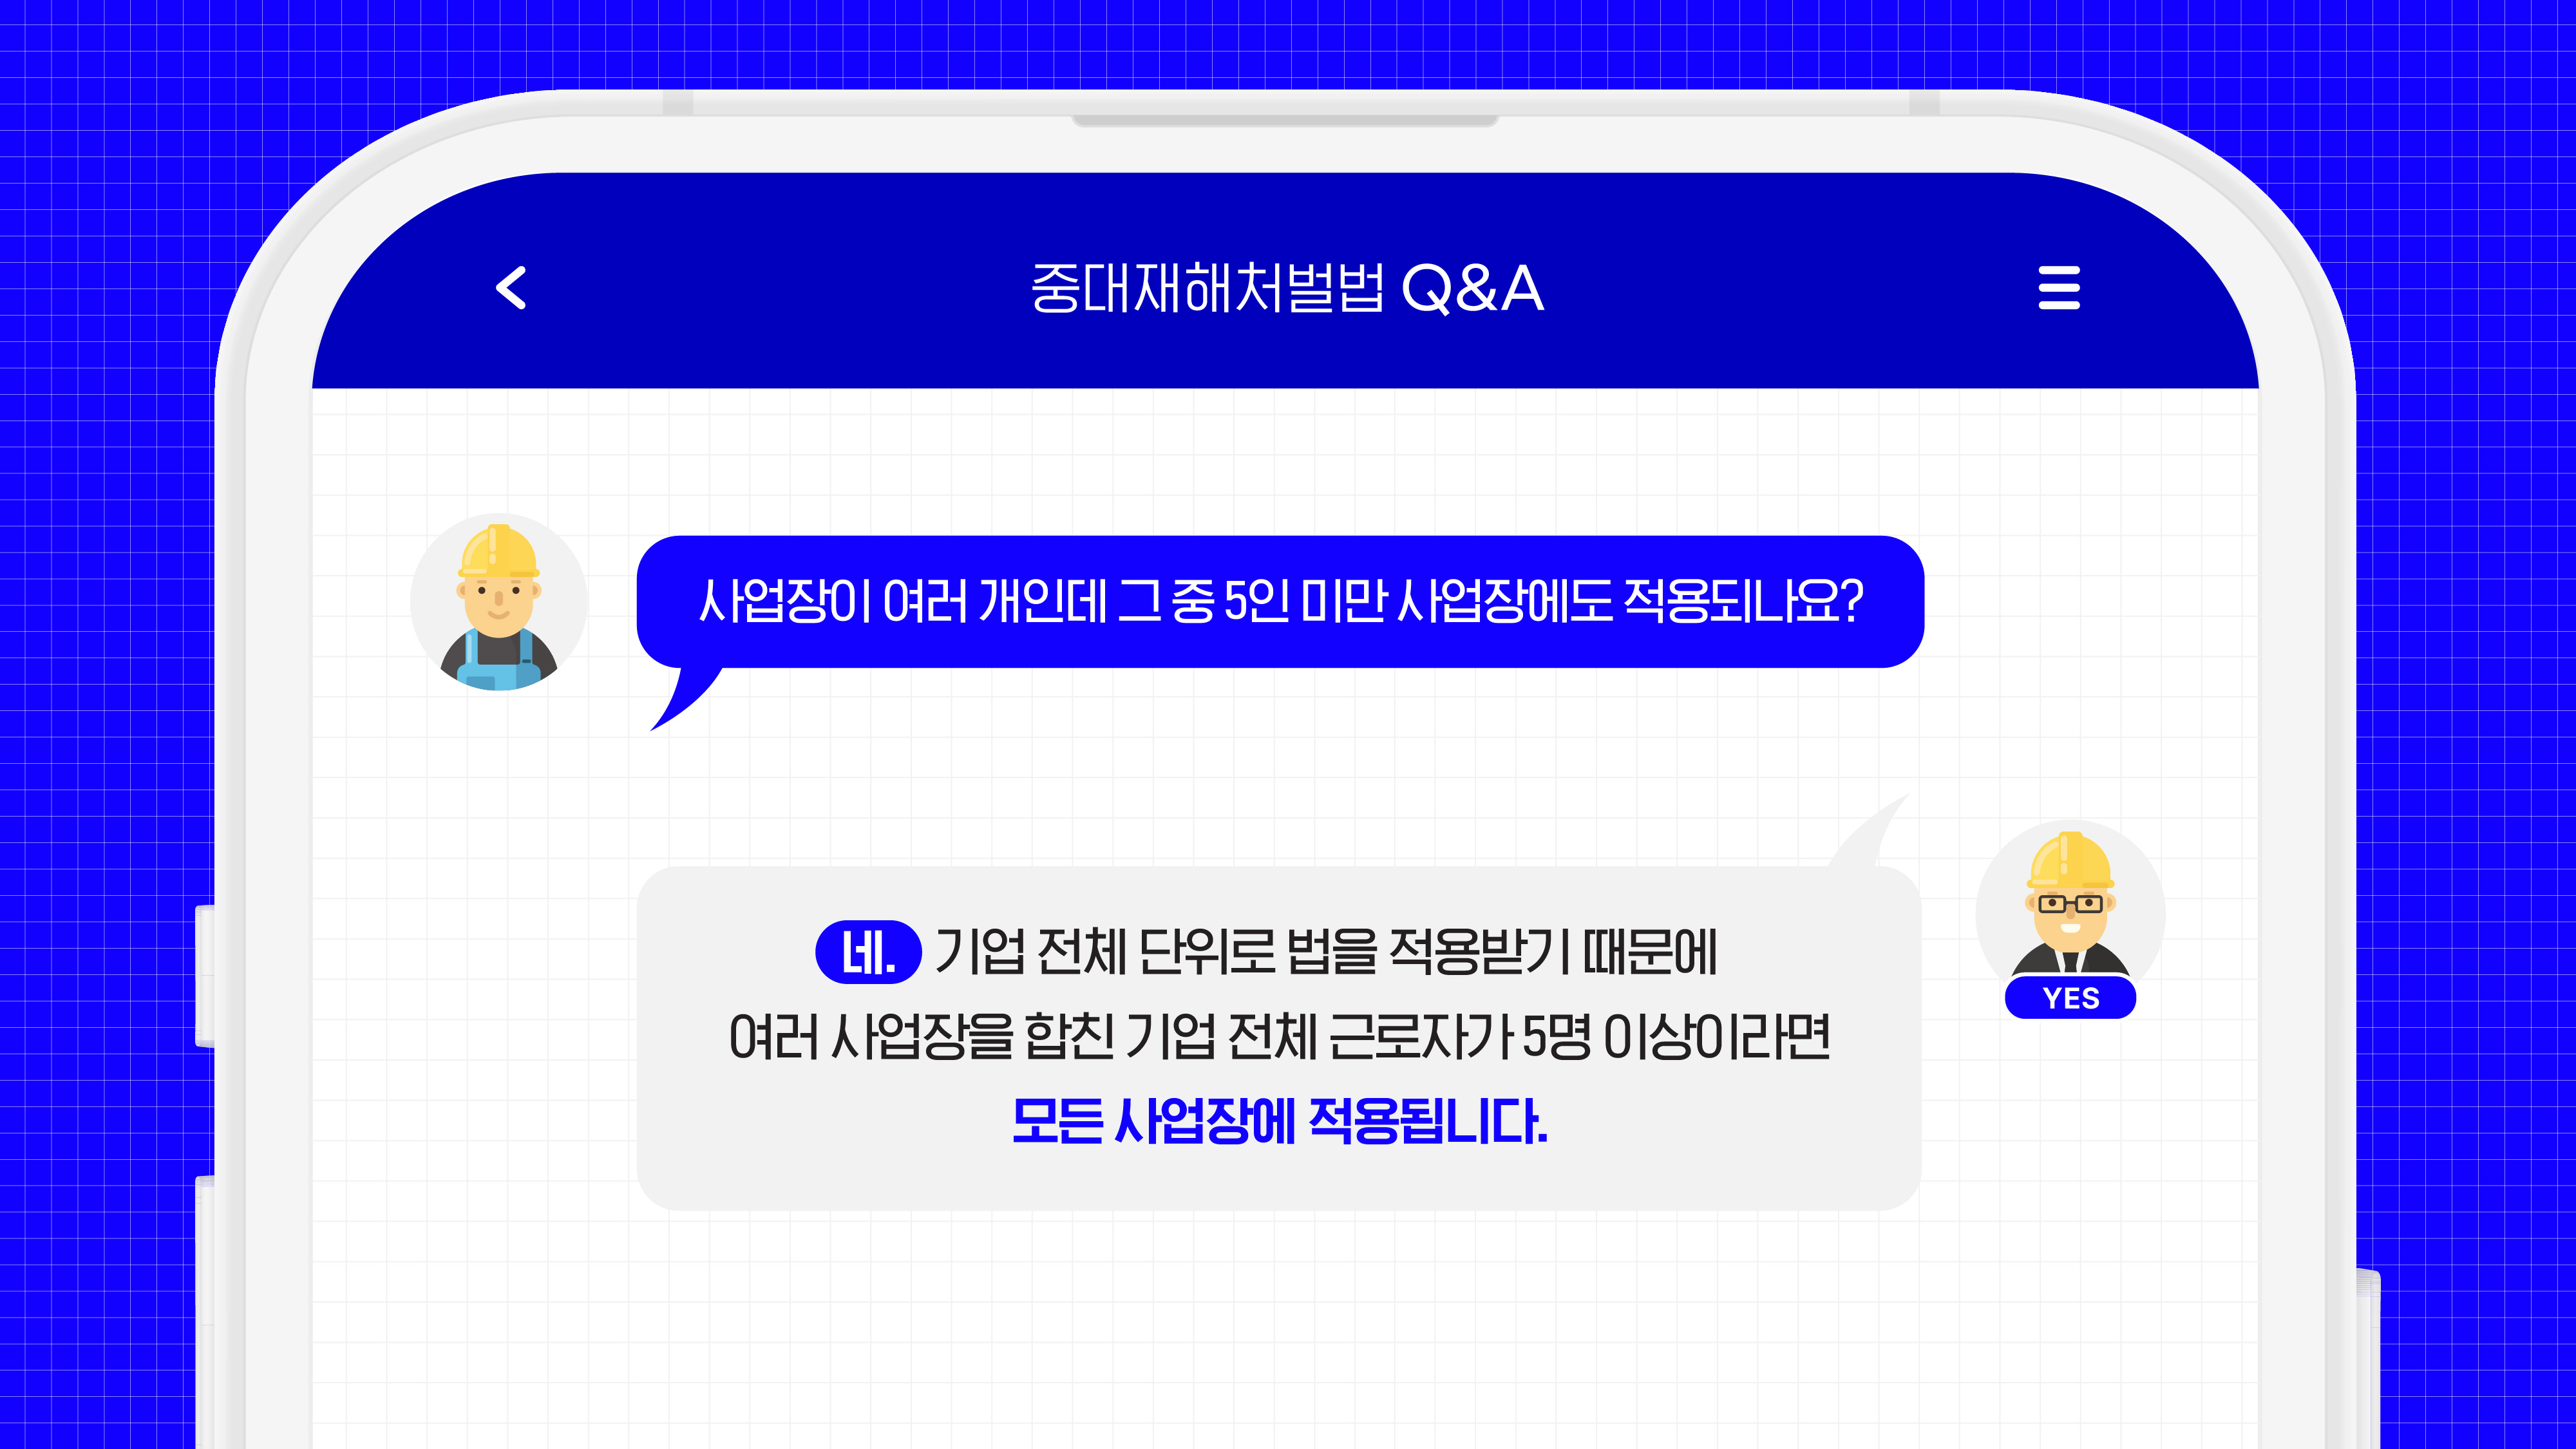 중대재해처벌법 Q&A
사업장이 여러 개인데 그 중 5인 미만 사업장에도 적용되나요?
네. 기업 전체 단위로 법을 적용받기 때문에
YES
여러 사업장을 합친 기업 전체 근로자가 5명 이상이라면
모든 사업장에 적용됩니다.